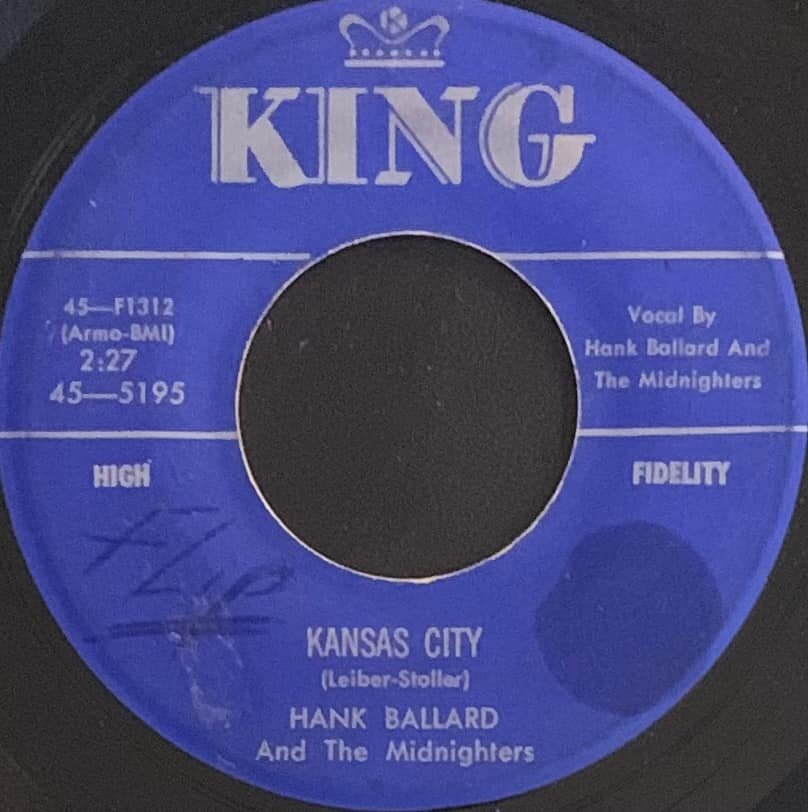 K
KING
45—F1312
(Armo-BMI)
2:27
45—5195
Vocal By
Hank Ballard And
The Midnighters
HIGH
FIDELITY
FLIP
KANSAS CITY
(Leiber-Stoller)
HANK BALLARD
And The Midnighters